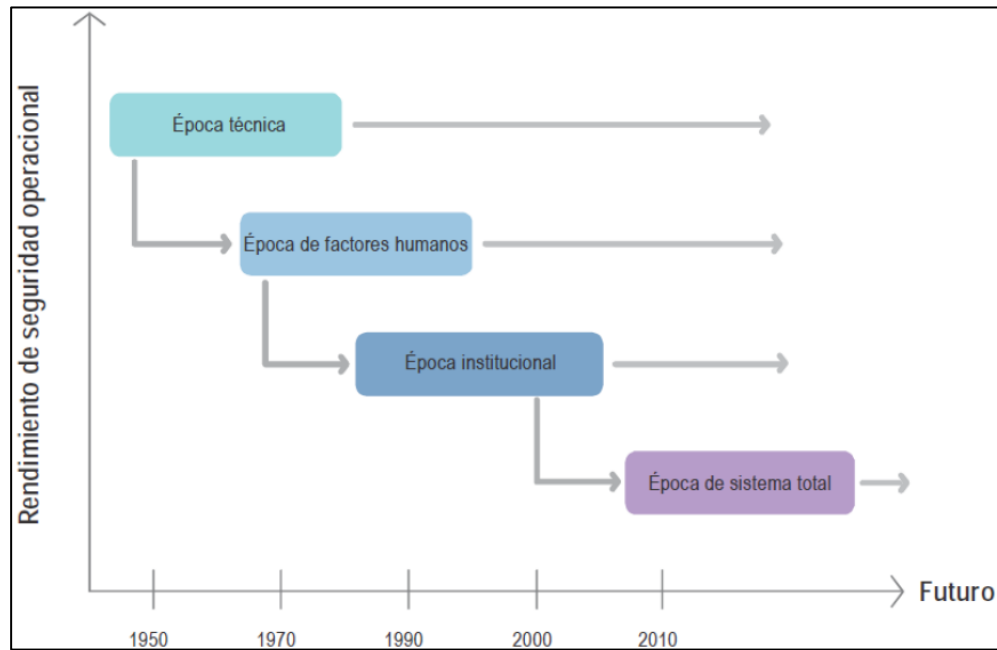 Rendimiento de seguridad operacional
Época técnica
Época de factores humanos
Época institucional
Época de sistema total
Futuro
1950 1970 1990 2000 2010